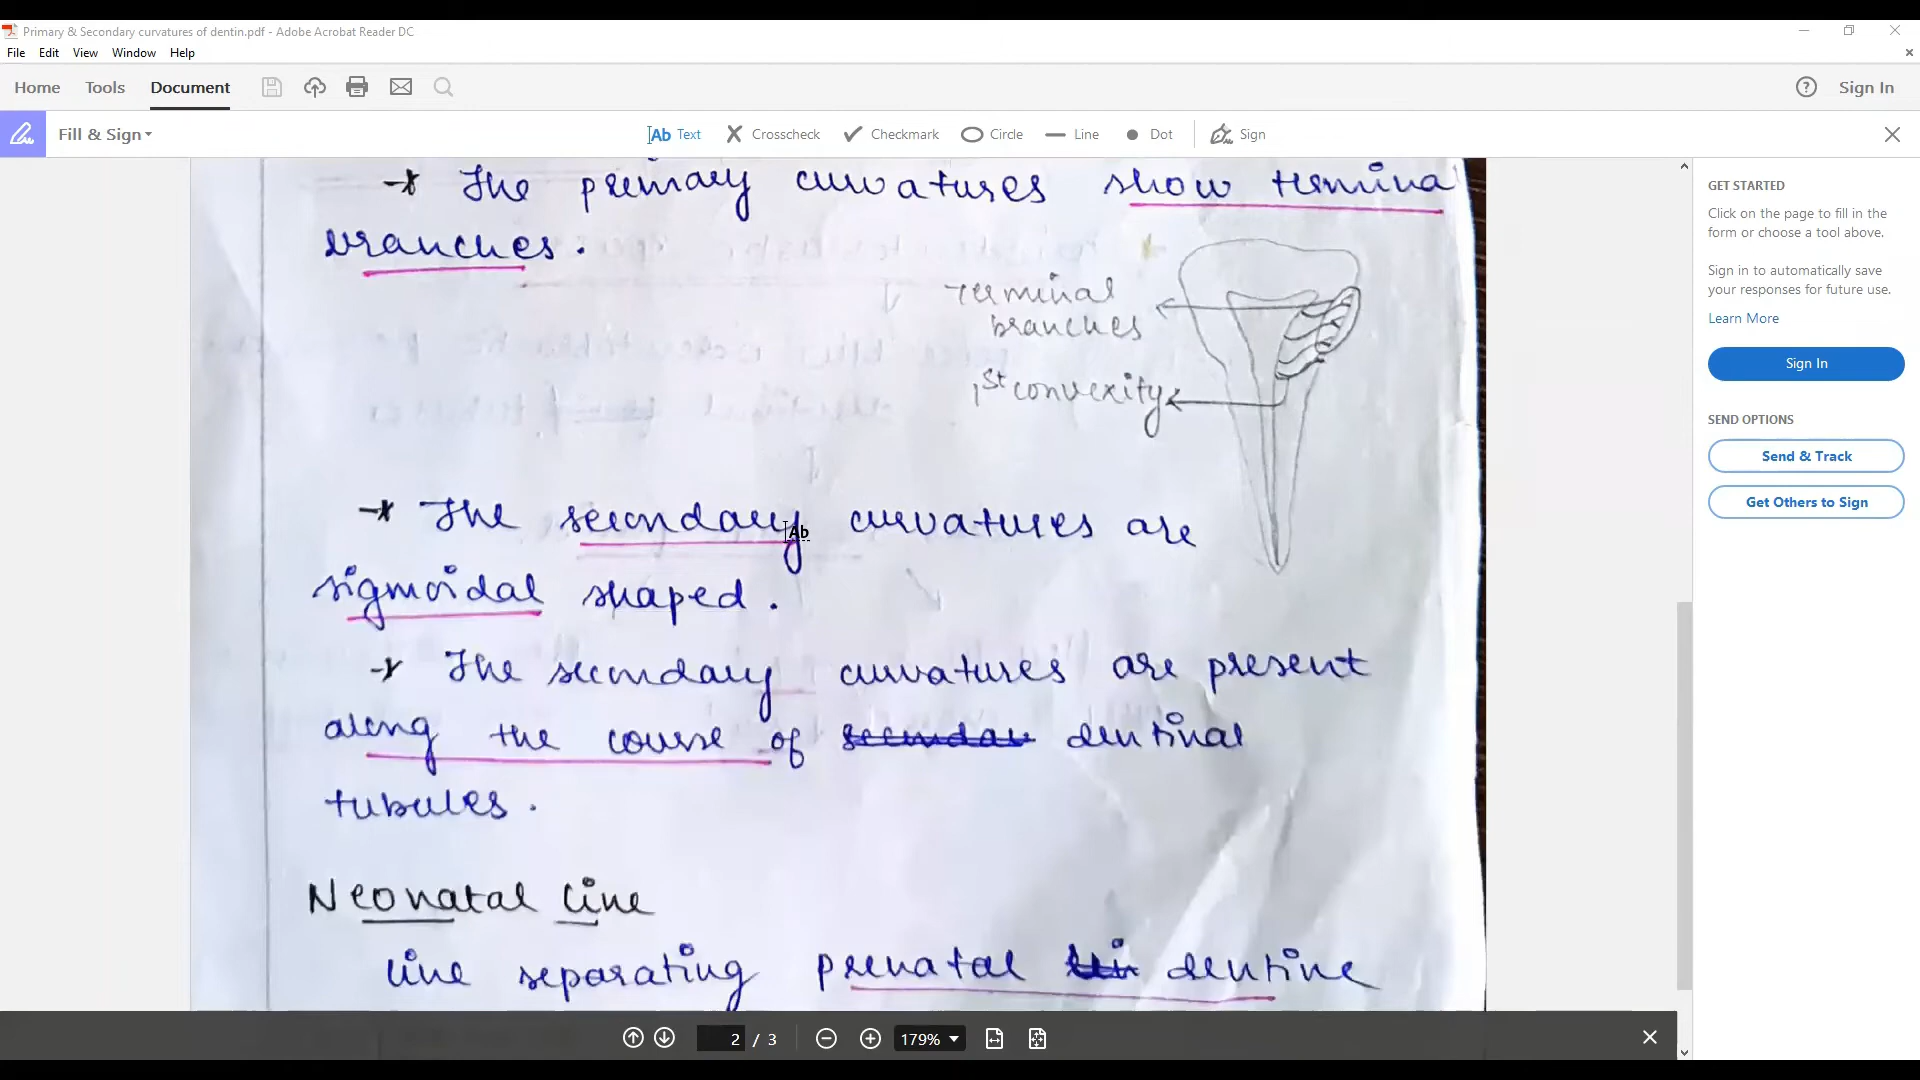 Primary & Secondary curvatures of dentin.pdf - Adobe Acrobat Reader DC
File Edit View Window Help
Home Tools Document Sign In
Fill & Sign Ab Text Crosscheck Checkmark Circle Line Dot Sign
The primary curvatures show termina
branches.
Terminal
branches
1st convexity
The secondary curvatures are
Ab
sigmoidal shaped.
The secondary curvatures are present
along the course of secondar dentinal
tubules.
Neonatal line
line separating prenatal dentine
GET STARTED
Click on the page to fill in the
form or choose a tool above.
Sign in to automatically save
your responses for future use.
Learn More
Sign In
SEND OPTIONS
Send & Track
Get Others to Sign
2 / 3 179%